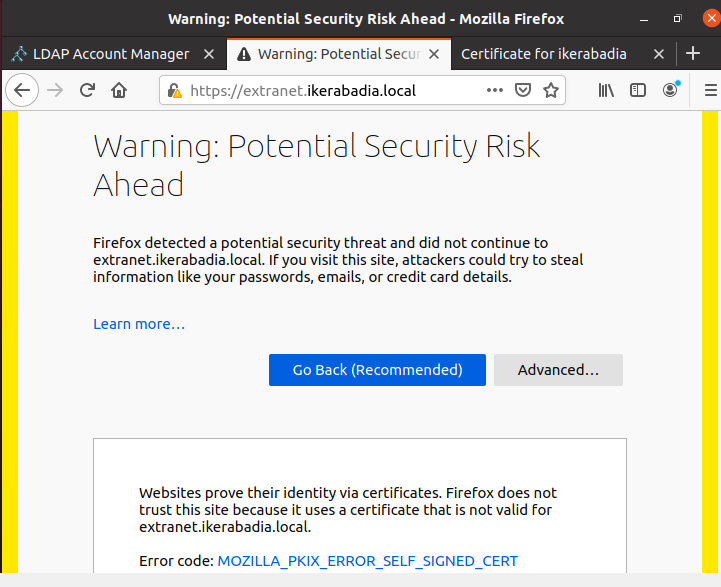 Warning: Potential Security Risk Ahead - Mozilla Firefox
LDAP Account Manager
Warning: Potential Secur
Certificate for ikerabadia
https://extranet.ikerabadia.local
Warning: Potential Security Risk
Ahead
Firefox detected a potential security threat and did not continue to
extranet.ikerabadia.local. If you visit this site, attackers could try to steal
information like your passwords, emails, or credit card details.
Learn more…
Go Back (Recommended)
Advanced…
Websites prove their identity via certificates. Firefox does not
trust this site because it uses a certificate that is not valid for
extranet.ikerabadia.local.
Error code: MOZILLA_PKIX_ERROR_SELF_SIGNED_CERT